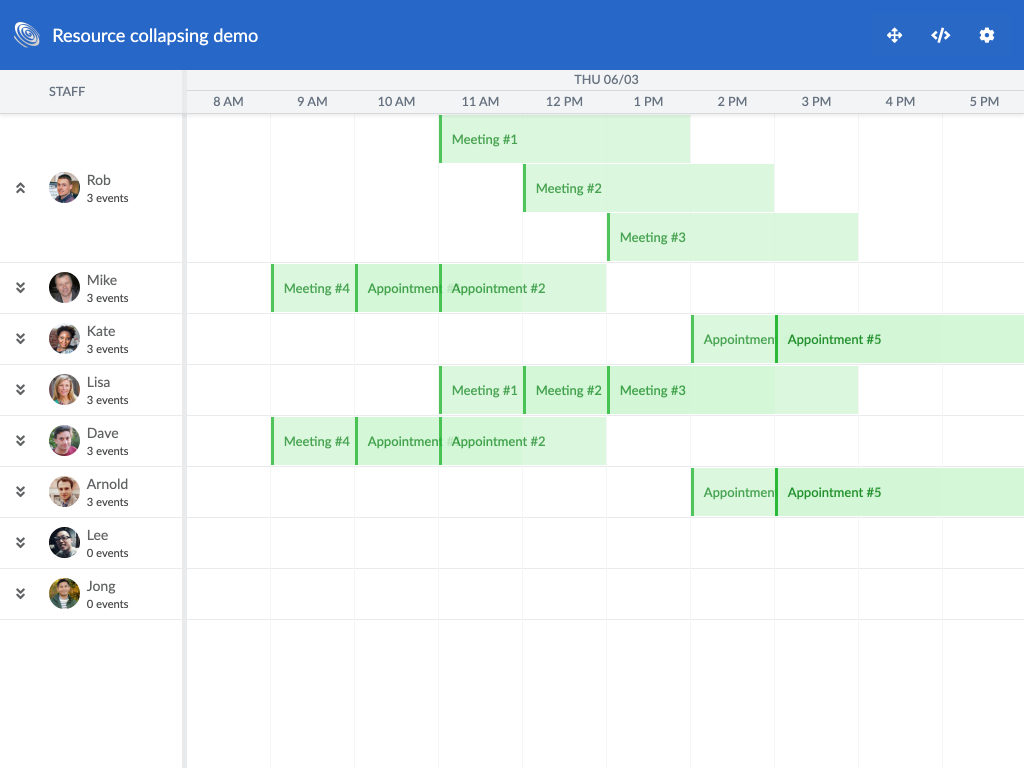 Resource collapsing demo
STAFF
THU 06/03
8 AM 9 AM 10 AM 11 AM 12 PM 1 PM 2 PM 3 PM 4 PM 5 PM
Meeting #1
Rob
3 events
Meeting #2
Meeting #3
Mike
3 events
Meeting #4 Appointment Appointment #2
Kate
3 events
Appointmen Appointment #5
Lisa
3 events
Meeting #1 Meeting #2 Meeting #3
Dave
3 events
Meeting #4 Appointment Appointment #2
Arnold
3 events
Appointmen Appointment #5
Lee
0 events
Jong
0 events